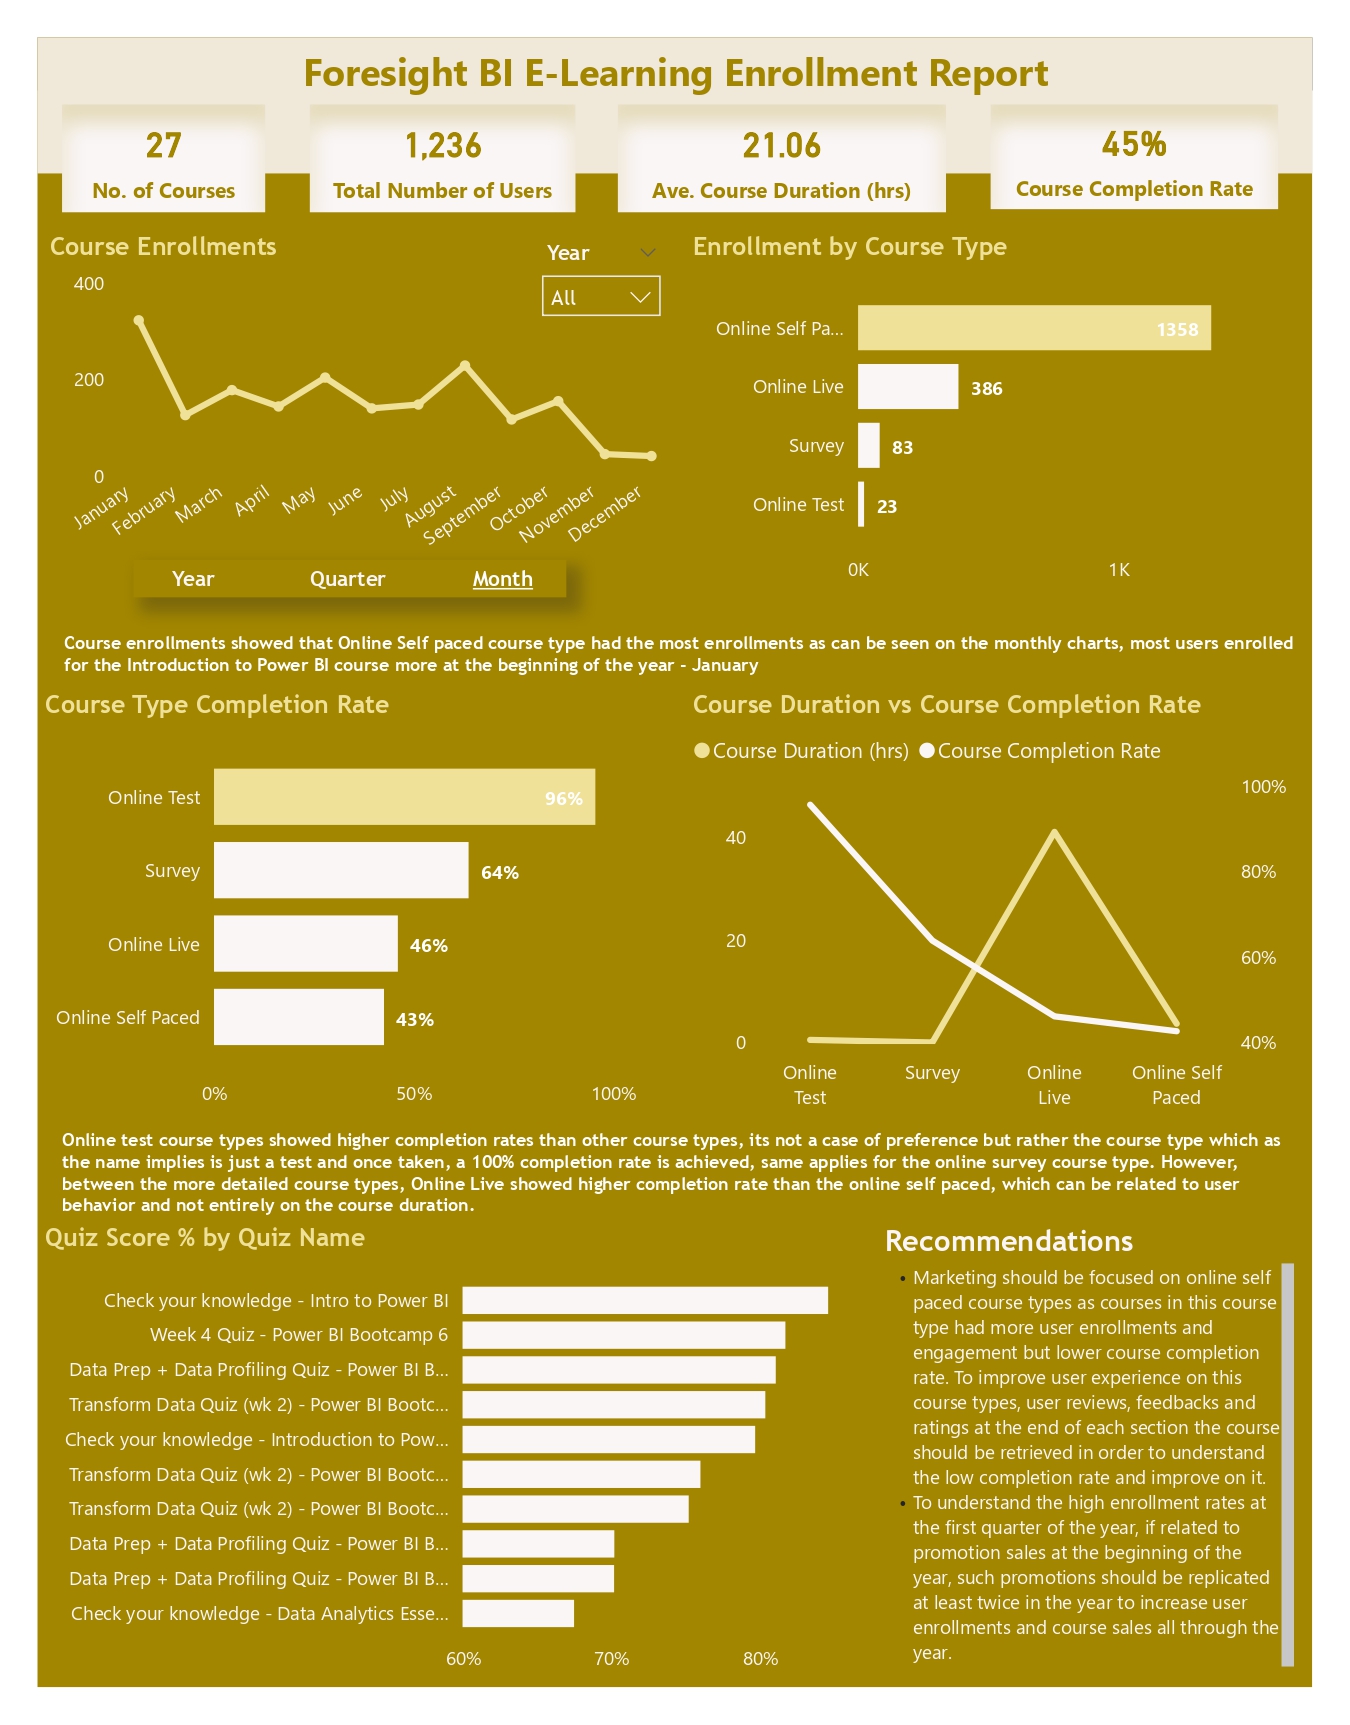 Foresight BI E-Learning Enrollment Report
27
No. of Courses
1,236
Total Number of Users
21.06
Ave. Course Duration (hrs)
45%
Course Completion Rate
Course Enrollments
Year
All
400
200
0
January
February
March
April
May
June
July
August
September
October
November
December
Year
Quarter
Month
Enrollment by Course Type
Online Self Pa...
1358
Online Live
386
Survey
83
Online Test
23
0K
1K
Course enrollments showed that Online Self paced course type had the most enrollments as can be seen on the monthly charts, most users enrolled
for the Introduction to Power BI course more at the beginning of the year - January
Course Type Completion Rate
Online Test
96%
Survey
64%
Online Live
46%
Online Self Paced
43%
0%
50%
100%
Course Duration vs Course Completion Rate
Course Duration (hrs)
Course Completion Rate
40
20
0
100%
80%
60%
40%
Online
Test
Survey
Online
Live
Online Self
Paced
Online test course types showed higher completion rates than other course types, its not a case of preference but rather the course type which as
the name implies is just a test and once taken, a 100% completion rate is achieved, same applies for the online survey course type. However,
between the more detailed course types, Online Live showed higher completion rate than the online self paced, which can be related to user
behavior and not entirely on the course duration.
Quiz Score % by Quiz Name
Check your knowledge - Intro to Power BI
Week 4 Quiz - Power BI Bootcamp 6
Data Prep + Data Profiling Quiz - Power BI B...
Transform Data Quiz (wk 2) - Power BI Bootc...
Check your knowledge - Introduction to Pow...
Transform Data Quiz (wk 2) - Power BI Bootc...
Transform Data Quiz (wk 2) - Power BI Bootc...
Data Prep + Data Profiling Quiz - Power BI B...
Data Prep + Data Profiling Quiz - Power BI B...
Check your knowledge - Data Analytics Esse...
60%
70%
80%
Recommendations
• Marketing should be focused on online self
paced course types as courses in this course
type had more user enrollments and
engagement but lower course completion
rate. To improve user experience on this
course types, user reviews, feedbacks and
ratings at the end of each section the course
should be retrieved in order to understand
the low completion rate and improve on it.
• To understand the high enrollment rates at
the first quarter of the year, if related to
promotion sales at the beginning of the
year, such promotions should be replicated
at least twice in the year to increase user
enrollments and course sales all through the
year.